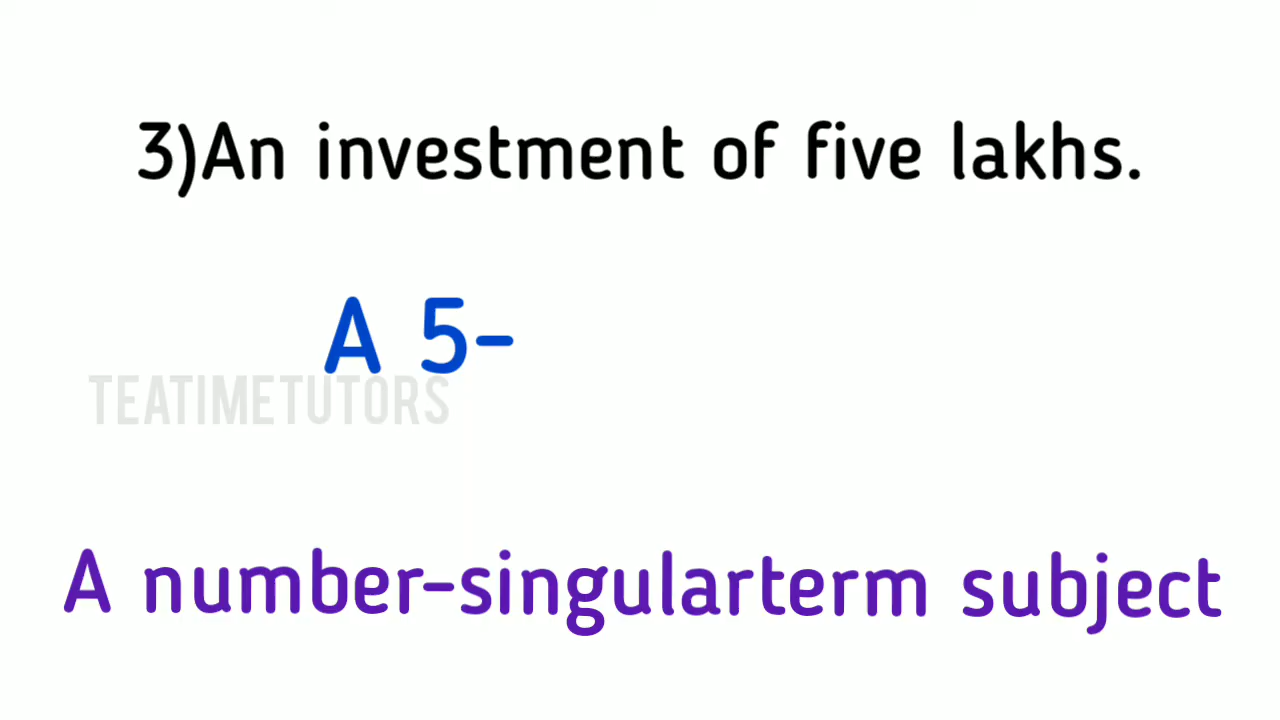 3)An investment of five lakhs.
A 5-
TEATIMETUTORS
A number-singularterm subject